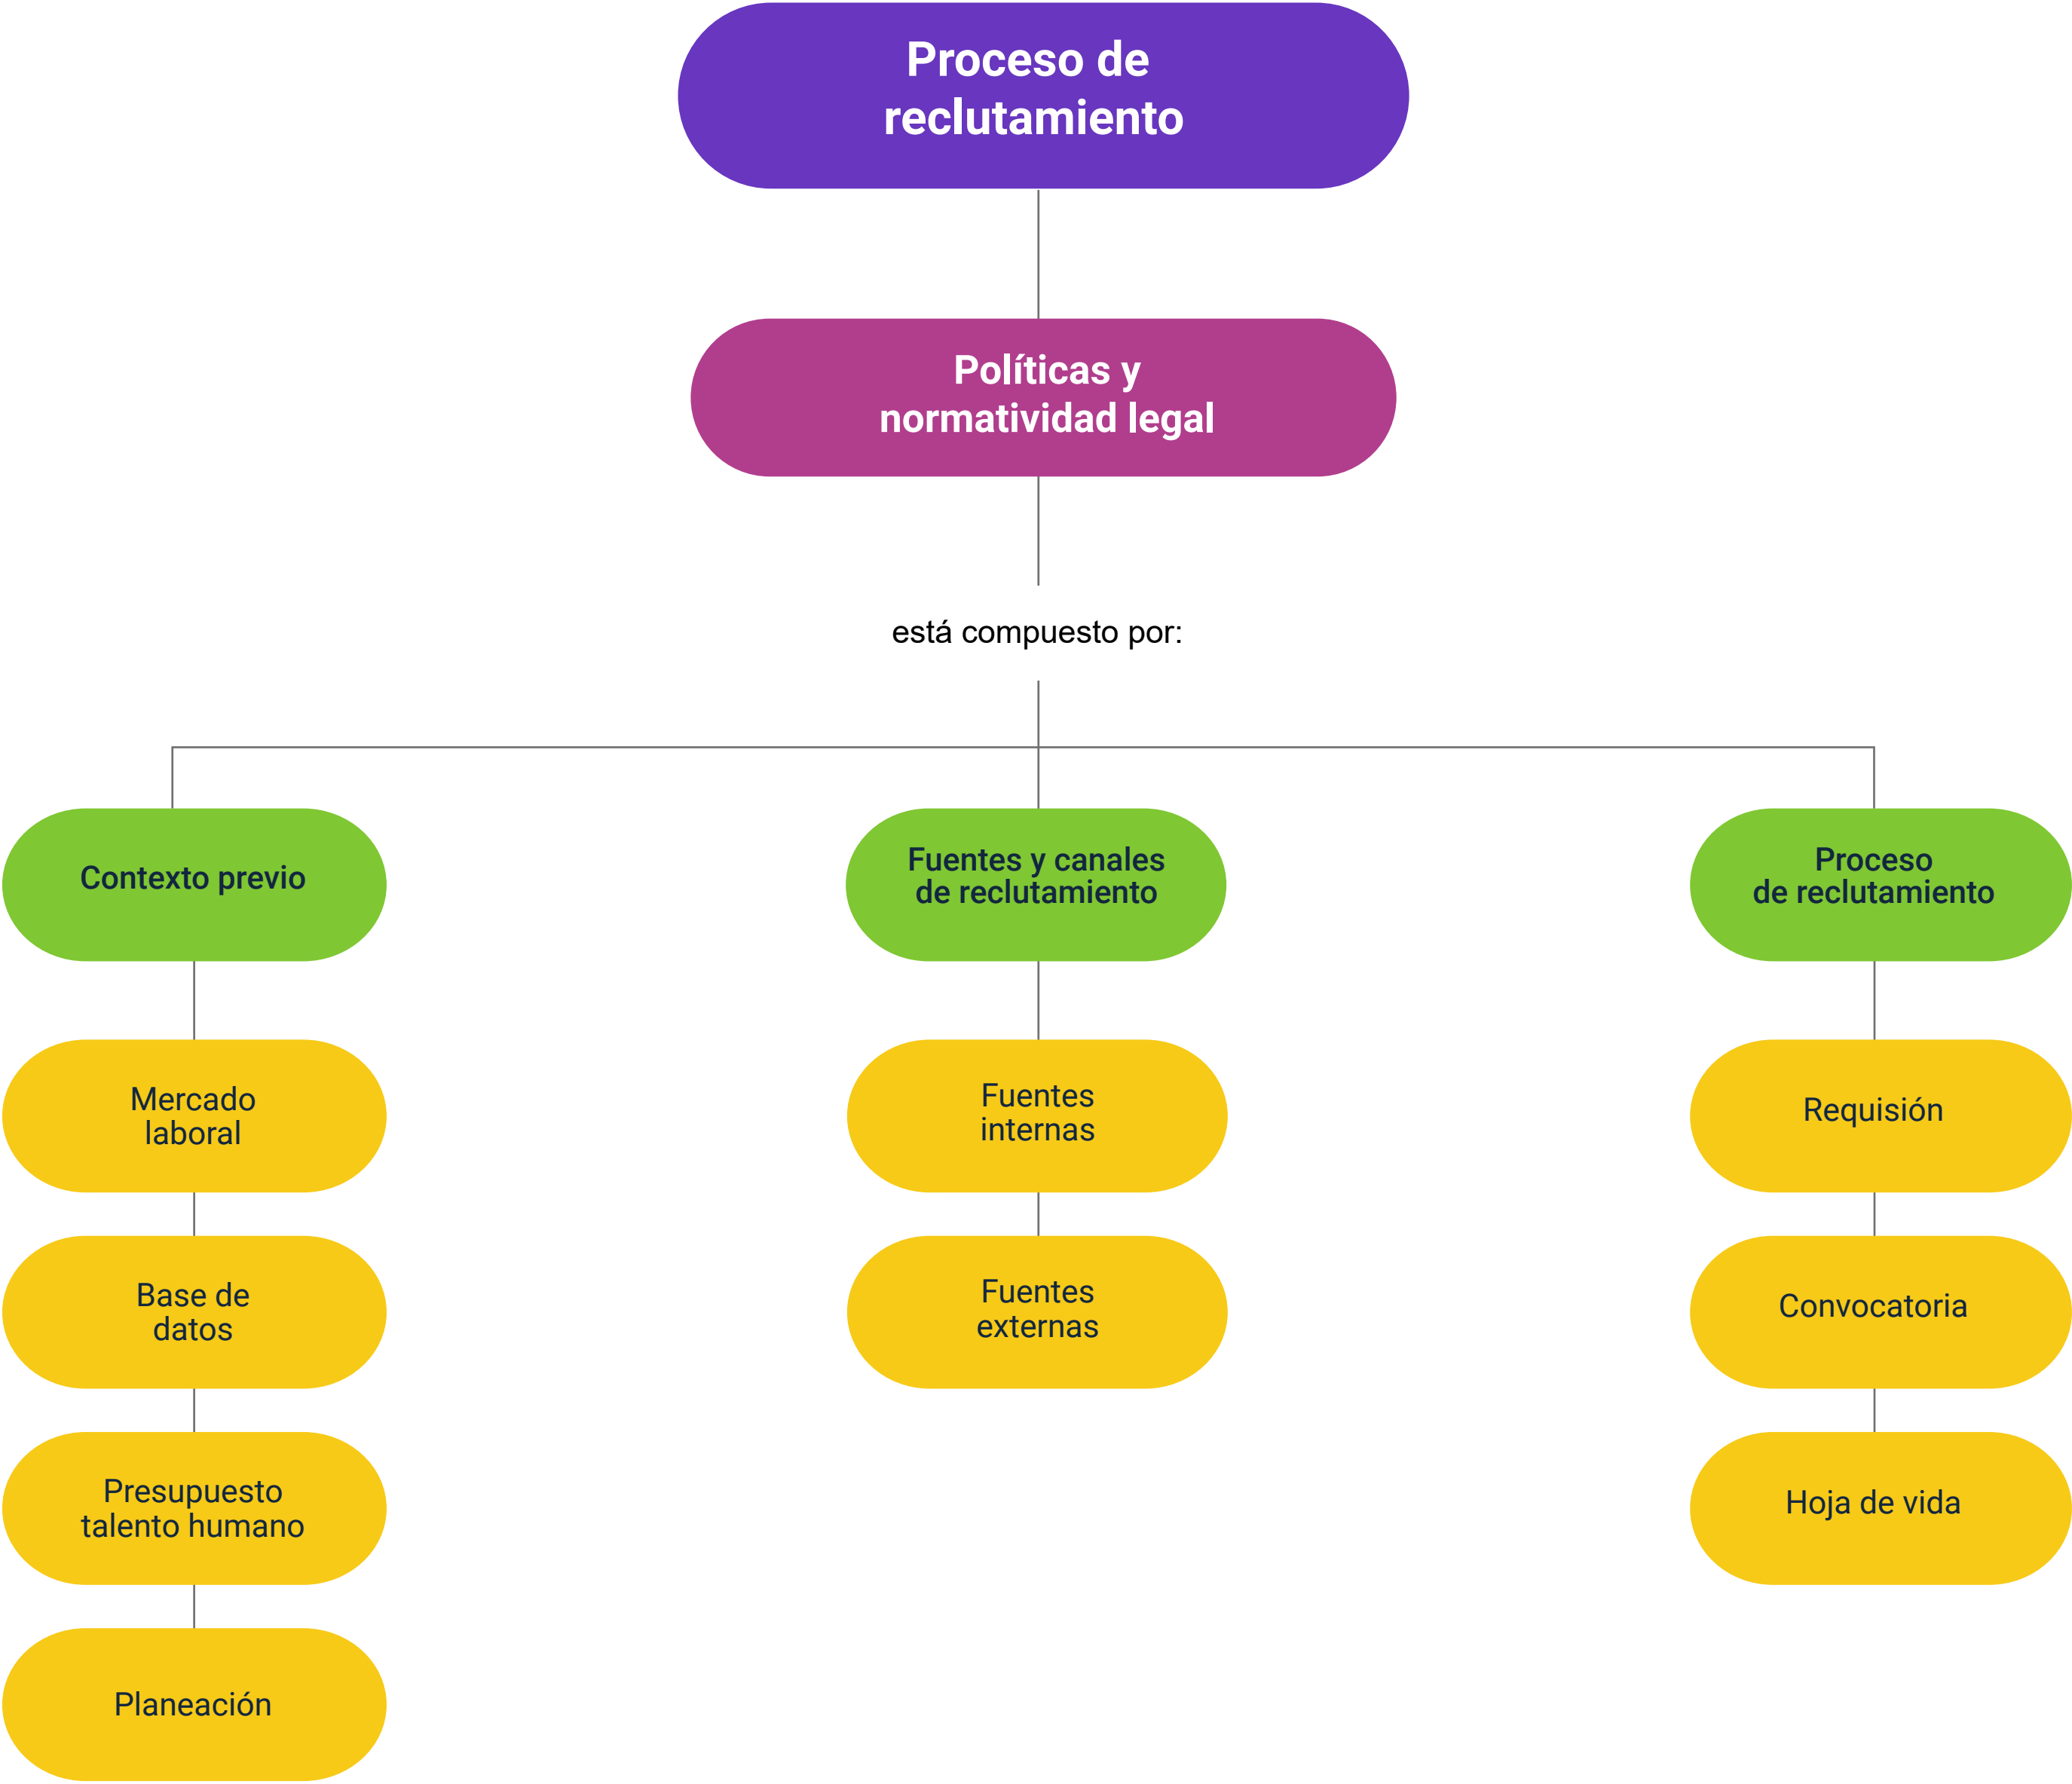 Proceso de
reclutamiento
Políticas y
normatividad legal
está compuesto por:
Contexto previo
Fuentes y canales
de reclutamiento
Proceso
de reclutamiento
Mercado
laboral
Fuentes
internas
Requisión
Base de
datos
Fuentes
externas
Convocatoria
Presupuesto
talento humano
Hoja de vida
Planeación